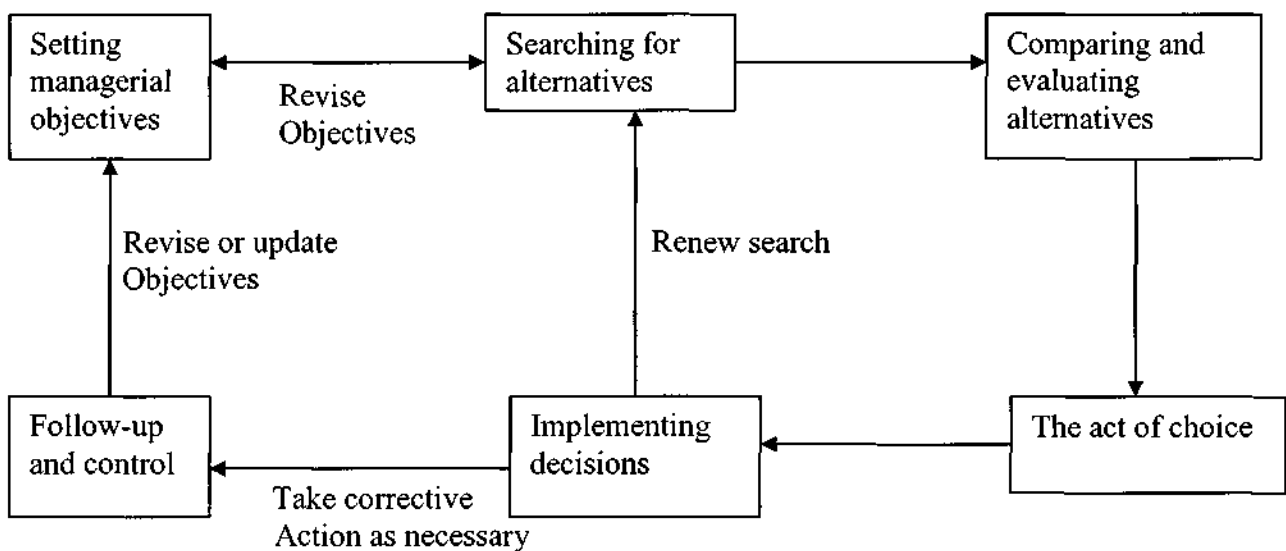 Setting
managerial
objectives
Revise
Objectives
Searching for
alternatives
Comparing and
evaluating
alternatives
Revise or update
Objectives
Renew search
Follow-up
and control
Take corrective
Action as necessary
Implementing
decisions
The act of choice